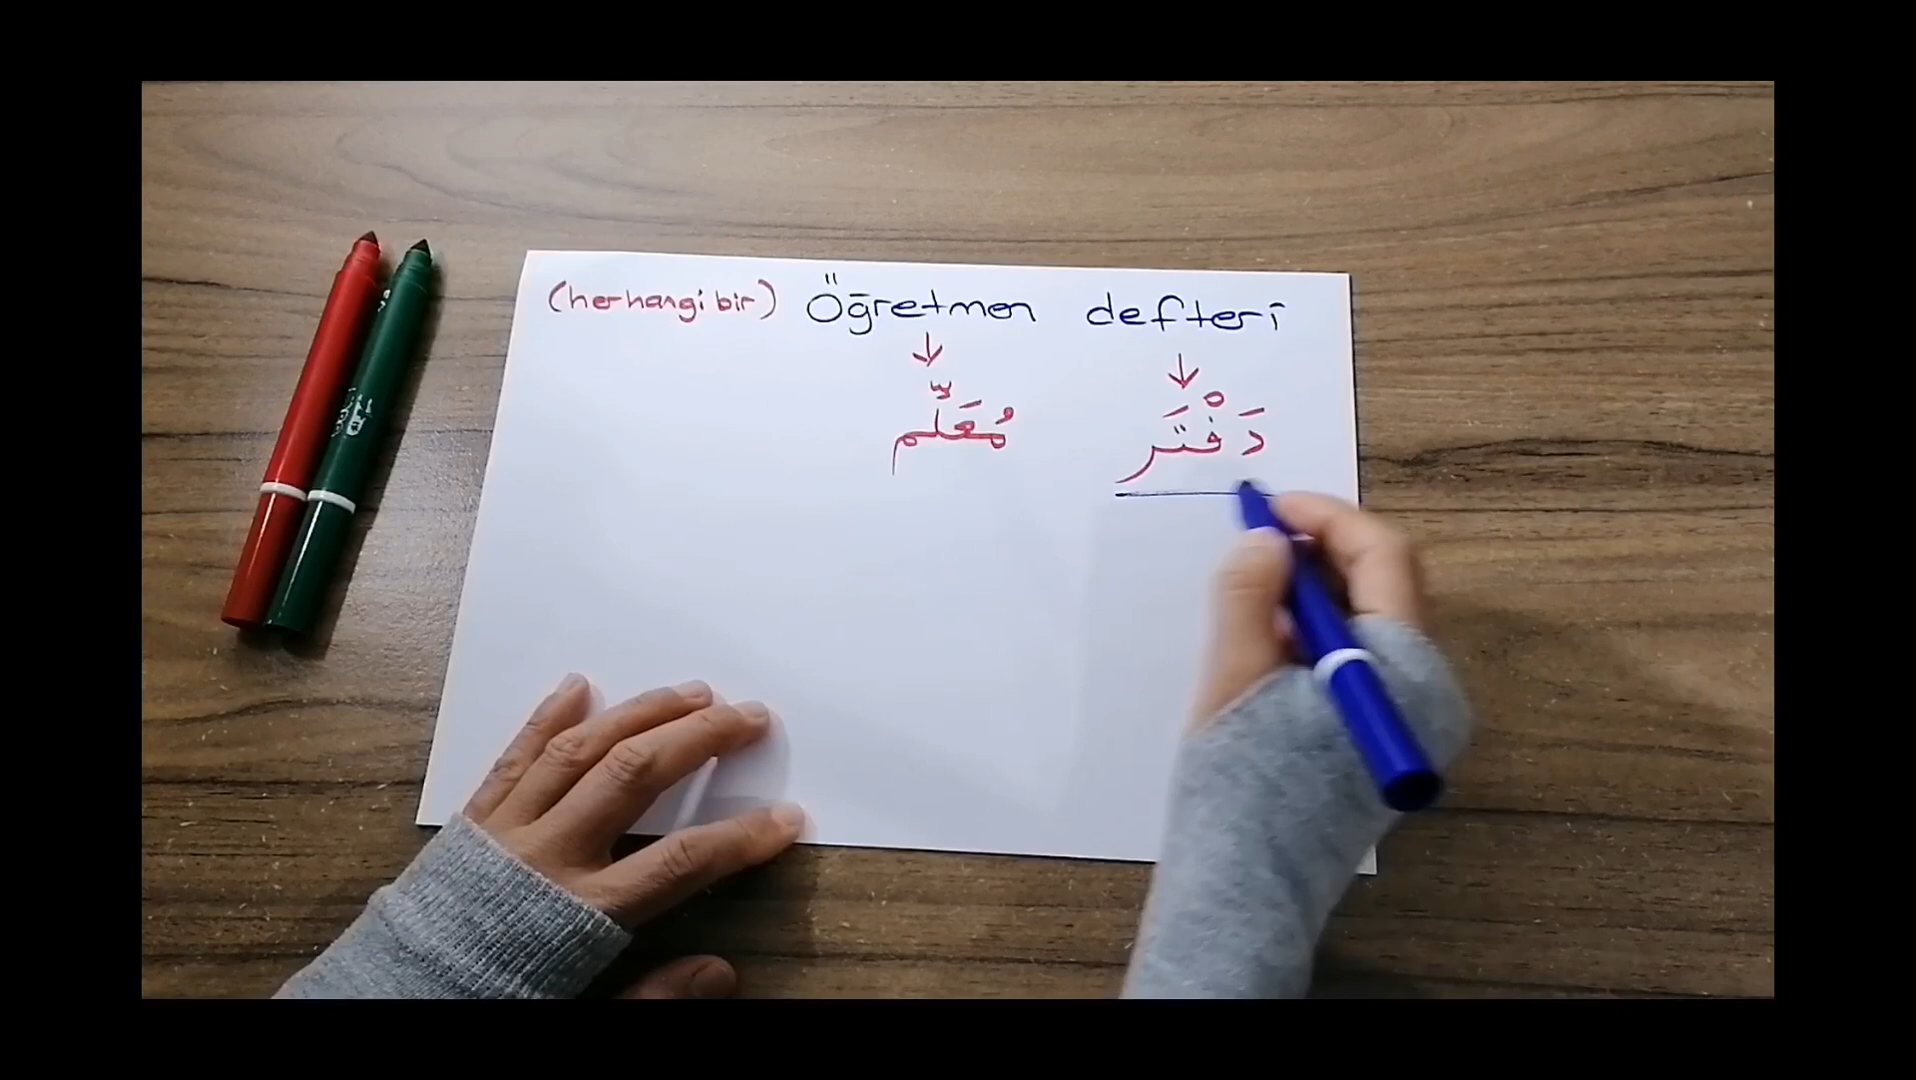 (herhangi bir) Öğretmen defteri
مُعَلِّم دَفْتَر